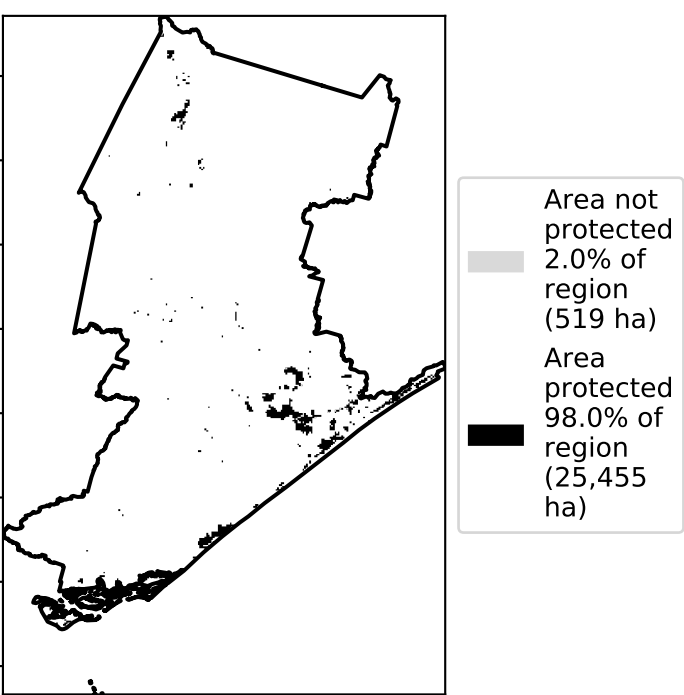 Area not
protected
2.0% of
region
(519 ha)
Area
protected
98.0% of
region
(25,455
ha)